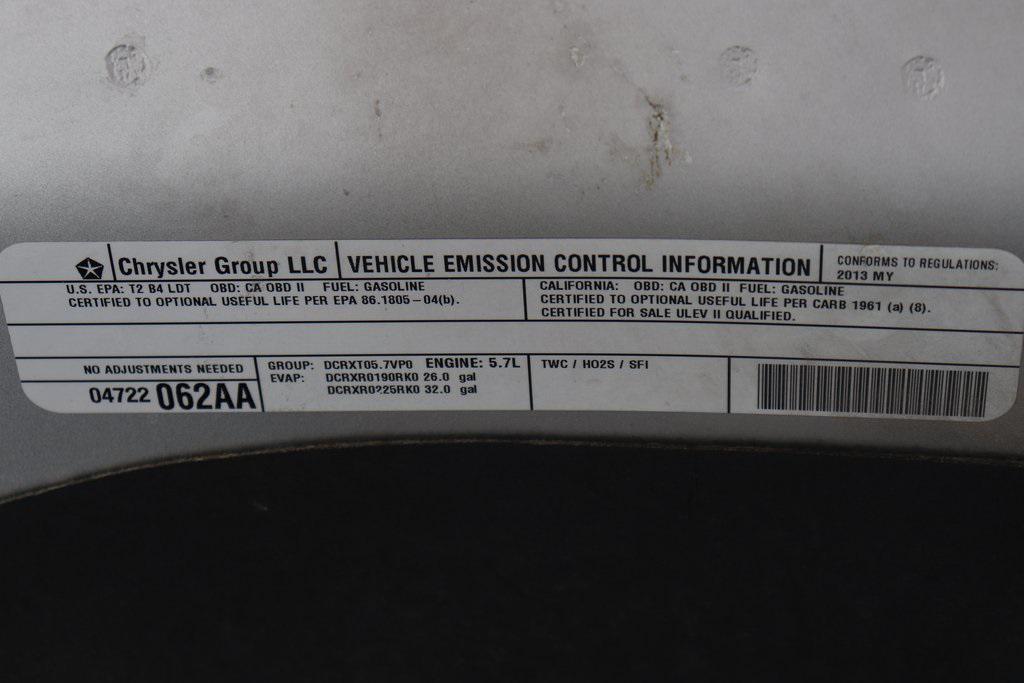 Chrysler Group LLC
VEHICLE EMISSION CONTROL INFORMATION
CONFORMS TO REGULATIONS:
2013 MY
U.S. EPA: T2 B4 LDT OBD: CA OBD II FUEL: GASOLINE
CERTIFIED TO OPTIONAL USEFUL LIFE PER EPA 86.1805-04(b).
CALIFORNIA: OBD: CA OBD II FUEL: GASOLINE
CERTIFIED TO OPTIONAL USEFUL LIFE PER CARB 1961 (a) (8).
CERTIFIED FOR SALE ULEV II QUALIFIED.
NO ADJUSTMENTS NEEDED
04722 062AA
GROUP: DCRXT05.7VP0 ENGINE: 5.7L
EVAP: DCRXR0190RK0 26.0 gal
DCRXR0225RK0 32.0 gal
TWC / HO2S / SFI